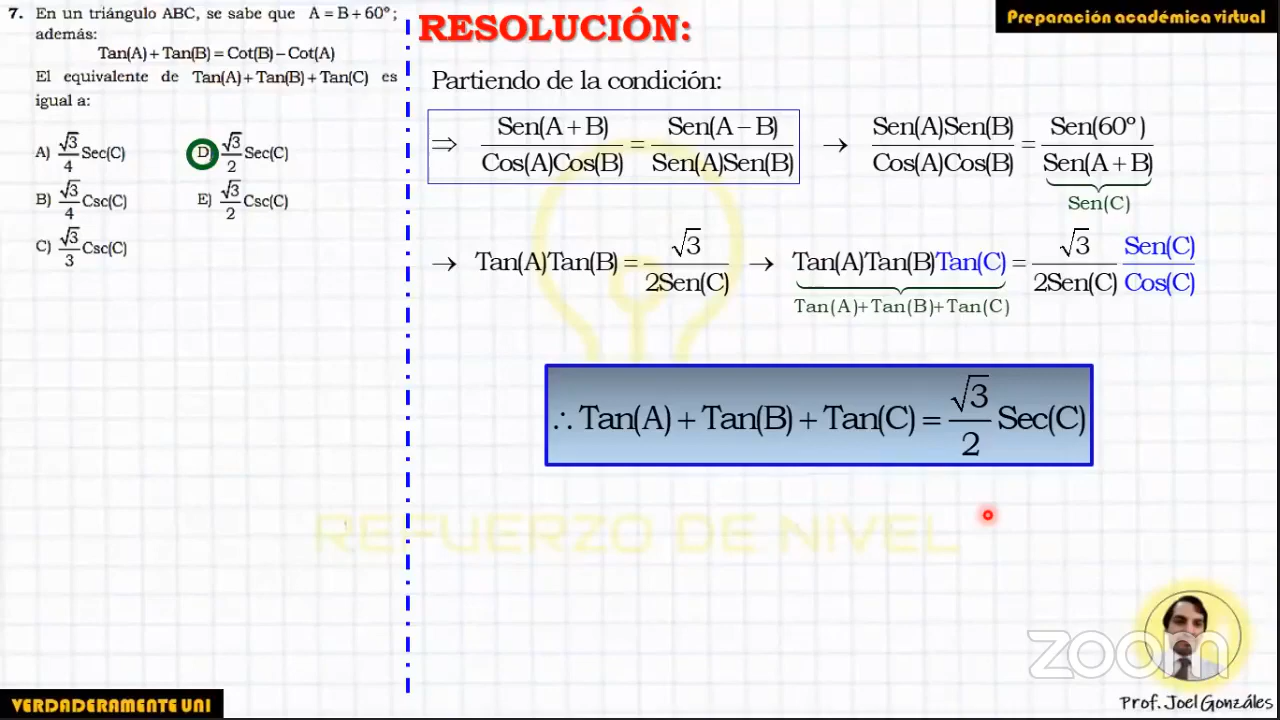 7. En un triángulo ABC, se sabe que A = B + 60º;
además:
Tan(A) + Tan(B) = Cot(B) − Cot(A)
El equivalente de Tan(A) + Tan(B) + Tan(C) es
igual a:
A) √3/4 Sec(C)
D) √3/2 Sec(C)
B) √3/4 Csc(C)
E) √3/2 Csc(C)
C) √3/3 Csc(C)
RESOLUCIÓN:
Preparación académica virtual
Partiendo de la condición:
⇒ Sen(A + B)/Cos(A)Cos(B) = Sen(A − B)/Sen(A)Sen(B) → Sen(A)Sen(B)/Cos(A)Cos(B) = Sen(60º)/Sen(A + B)
Sen(C)
→ Tan(A)Tan(B) = √3/2Sen(C) → Tan(A)Tan(B)Tan(C) = √3/2Sen(C) Sen(C)/Cos(C)
Tan(A)+Tan(B)+Tan(C)
∴ Tan(A) + Tan(B) + Tan(C) = √3/2 Sec(C)
REFUERZO DE NIVEL
zoom
VERDADERAMENTE UNI
Prof. Joel Gonzáles